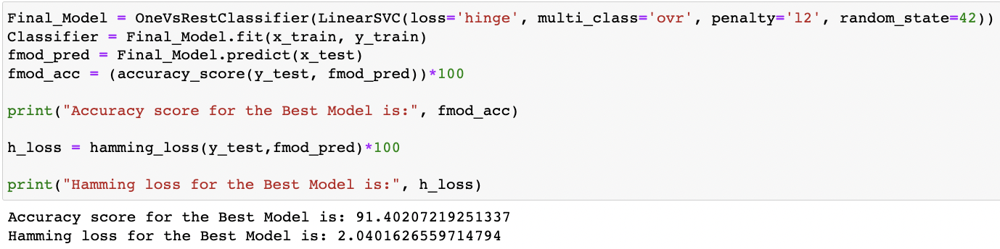 Final_Model = OneVsRestClassifier(LinearSVC(loss='hinge', multi_class='ovr', penalty='l2', random_state=42))
Classifier = Final_Model.fit(x_train, y_train)
fmod_pred = Final_Model.predict(x_test)
fmod_acc = (accuracy_score(y_test, fmod_pred))*100
print("Accuracy score for the Best Model is:", fmod_acc)
h_loss = hamming_loss(y_test,fmod_pred)*100
print("Hamming loss for the Best Model is:", h_loss)
Accuracy score for the Best Model is: 91.40207219251337
Hamming loss for the Best Model is: 2.0401626559714794